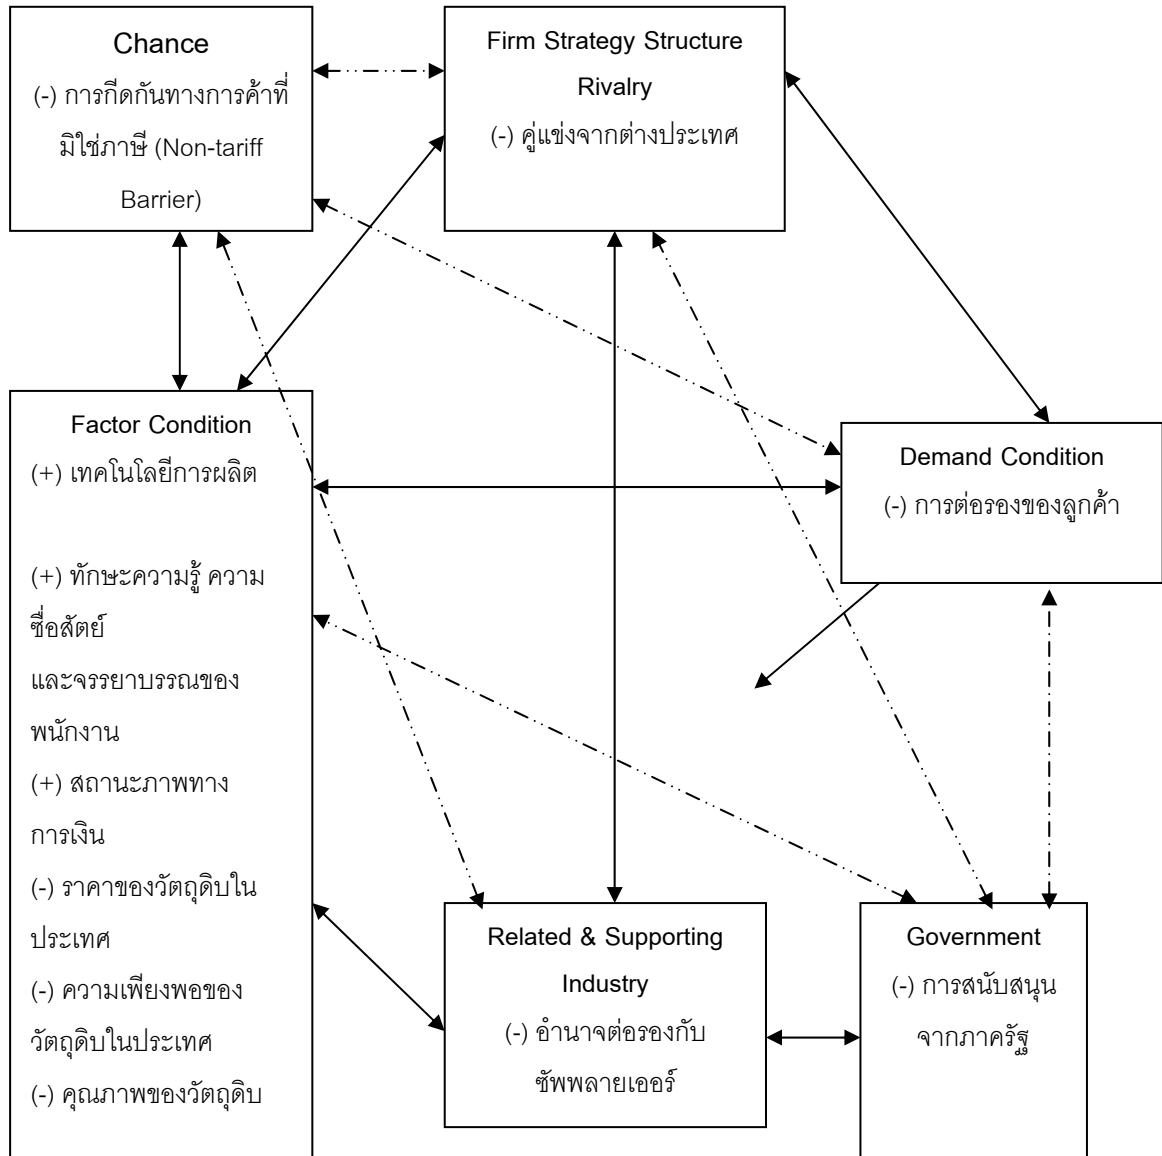 Chance
(-) การกีดกันทางการค้าที่
มิใช่ภาษี (Non-tariff
Barrier)
Firm Strategy Structure
Rivalry
(-) คู่แข่งจากต่างประเทศ
Factor Condition
(+) เทคโนโลยีการผลิต
(+) ทักษะความรู้ ความ
ซื่อสัตย์
และจรรยาบรรณของ
พนักงาน
(+) สถานะภาพทาง
การเงิน
(-) ราคาของวัตถุดิบใน
ประเทศ
(-) ความเพียงพอของ
วัตถุดิบในประเทศ
(-) คุณภาพของวัตถุดิบ
Demand Condition
(-) การต่อรองของลูกค้า
Related & Supporting
Industry
(-) อำนาจต่อรองกับ
ซัพพลายเออร์
Government
(-) การสนับสนุน
จากภาครัฐ